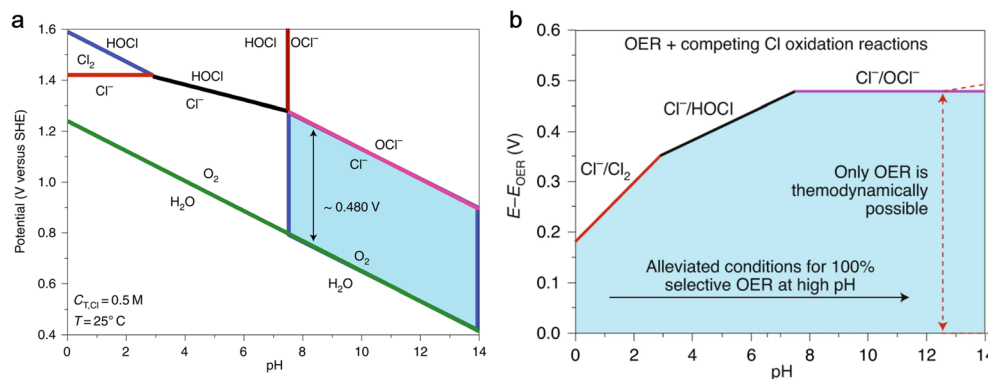 a
1.6
1.4
1.2
1.0
0.8
0.6
0.4
Potential (V versus SHE)
HOCl
Cl₂
Cl⁻
HOCl
Cl⁻
HOCl
OCl⁻
OCl⁻
Cl⁻
~ 0.480 V
O₂
H₂O
O₂
H₂O
C_T,Cl = 0.5 M
T = 25° C
0 2 4 6 8 10 12 14
pH
b
0.6
0.5
0.4
0.3
0.2
0.1
0.0
E–E_OER (V)
OER + competing Cl oxidation reactions
Cl⁻/OCl⁻
Cl⁻/HOCl
Cl⁻/Cl₂
Only OER is
themodynamically
possible
Alleviated conditions for 100%
selective OER at high pH
0 2 4 6 8 10 12 14
pH